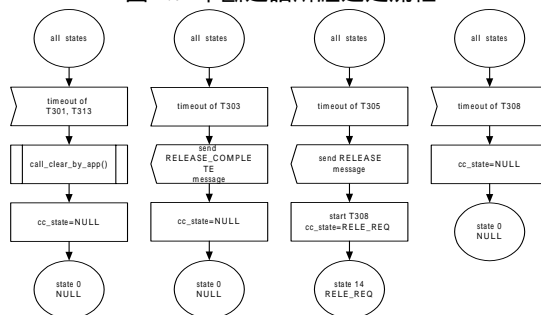 all states
all states
all states
all states
timeout of
T301, T313
timeout of T303
timeout of T305
timeout of T308
call_clear_by_app()
send
RELEASE_COMPLE
TE
message
send RELEASE
message
cc_state=NULL
cc_state=NULL
cc_state=NULL
start T308
cc_state=RELE_REQ
state 0
NULL
state 0
NULL
state 0
NULL
state 14
RELE_REQ